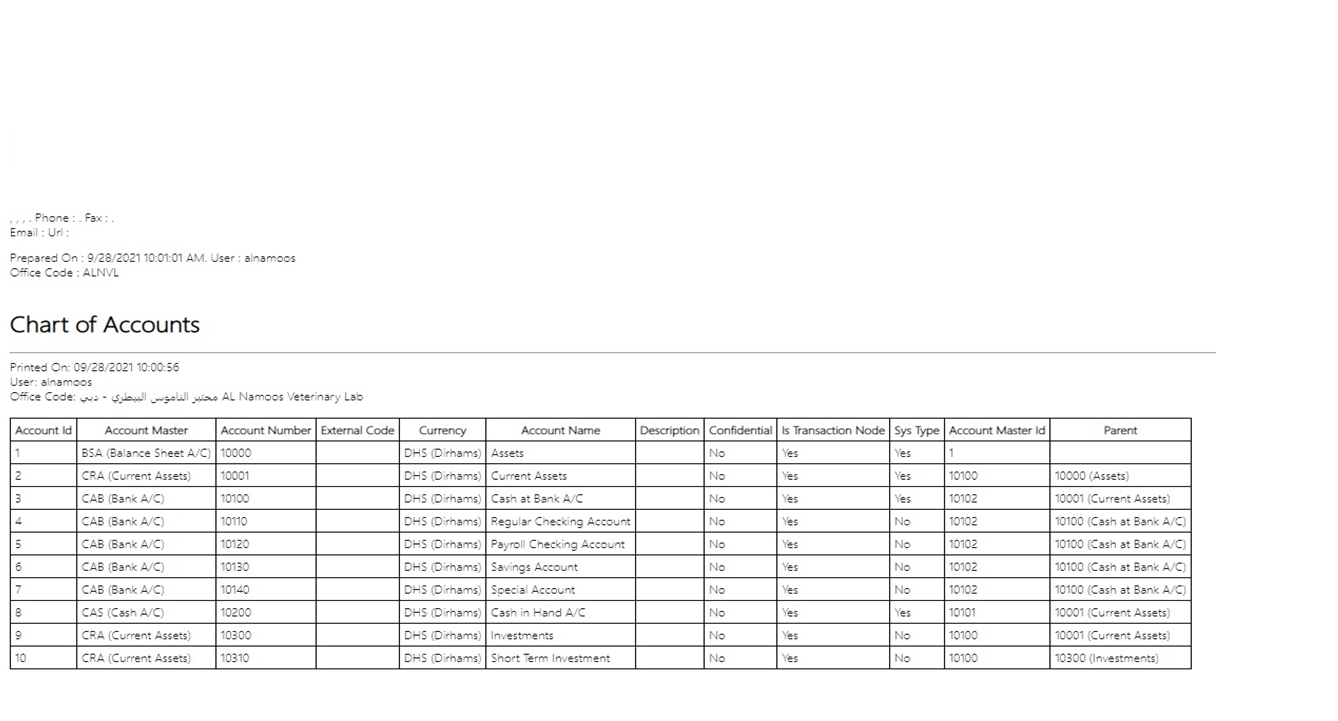 , , , . Phone : . Fax : .
Email : Url :
Prepared On : 9/28/2021 10:01:01 AM. User : alnamoos
Office Code : ALNVL
Chart of Accounts
Printed On: 09/28/2021 10:00:56
User: alnamoos
Office Code: محتبر الناموس البيطري - دبي AL Namoos Veterinary Lab
Account Id Account Master Account Number External Code Currency Account Name Description Confidential Is Transaction Node Sys Type Account Master Id Parent
1 BSA (Balance Sheet A/C) 10000 DHS (Dirhams) Assets No Yes Yes 1
2 CRA (Current Assets) 10001 DHS (Dirhams) Current Assets No Yes Yes 10100 10000 (Assets)
3 CAB (Bank A/C) 10100 DHS (Dirhams) Cash at Bank A/C No Yes Yes 10102 10001 (Current Assets)
4 CAB (Bank A/C) 10110 DHS (Dirhams) Regular Checking Account No Yes No 10102 10100 (Cash at Bank A/C)
5 CAB (Bank A/C) 10120 DHS (Dirhams) Payroll Checking Account No Yes No 10102 10100 (Cash at Bank A/C)
6 CAB (Bank A/C) 10130 DHS (Dirhams) Savings Account No Yes No 10102 10100 (Cash at Bank A/C)
7 CAB (Bank A/C) 10140 DHS (Dirhams) Special Account No Yes No 10102 10100 (Cash at Bank A/C)
8 CAS (Cash A/C) 10200 DHS (Dirhams) Cash in Hand A/C No Yes Yes 10101 10001 (Current Assets)
9 CRA (Current Assets) 10300 DHS (Dirhams) Investments No Yes No 10100 10001 (Current Assets)
10 CRA (Current Assets) 10310 DHS (Dirhams) Short Term Investment No Yes No 10100 10300 (Investments)